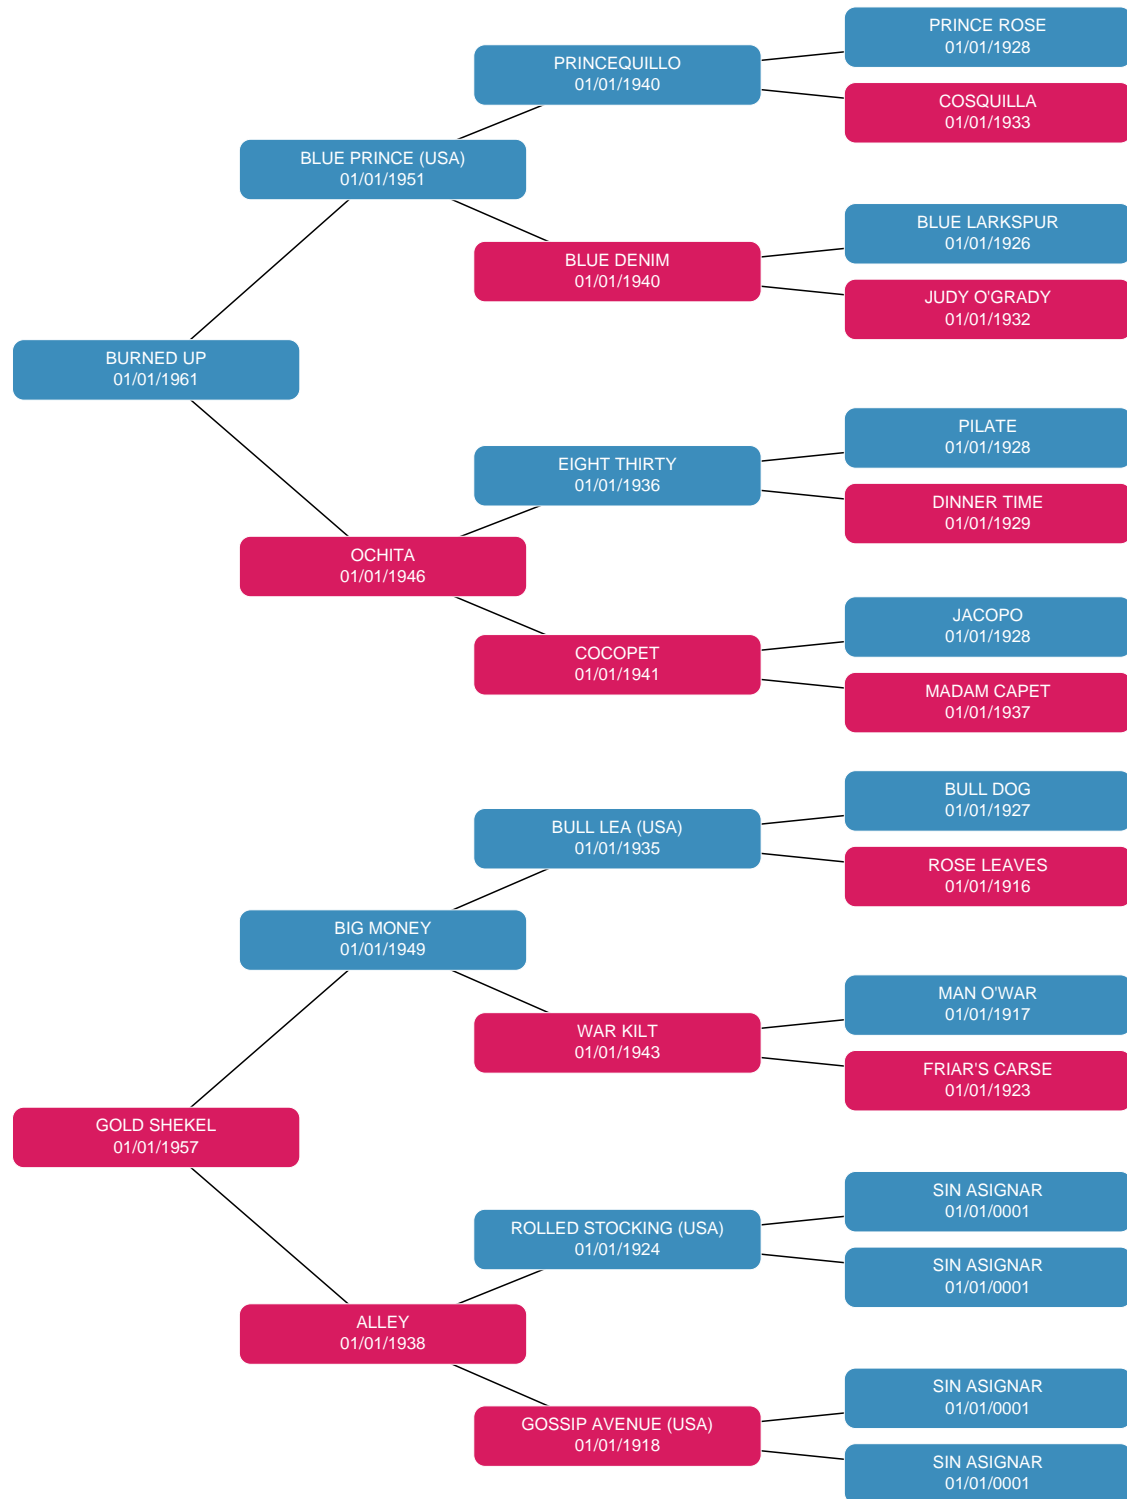 PRINCE ROSE
01/01/1928
PRINCEQUILLO
01/01/1940
COSQUILLA
01/01/1933
BLUE PRINCE (USA)
01/01/1951
BLUE LARKSPUR
01/01/1926
BLUE DENIM
01/01/1940
JUDY O'GRADY
01/01/1932
BURNED UP
01/01/1961
PILATE
01/01/1928
EIGHT THIRTY
01/01/1936
DINNER TIME
01/01/1929
OCHITA
01/01/1946
JACOPO
01/01/1928
COCOPET
01/01/1941
MADAM CAPET
01/01/1937
BULL DOG
01/01/1927
BULL LEA (USA)
01/01/1935
ROSE LEAVES
01/01/1916
BIG MONEY
01/01/1949
MAN O'WAR
01/01/1917
WAR KILT
01/01/1943
FRIAR'S CARSE
01/01/1923
GOLD SHEKEL
01/01/1957
SIN ASIGNAR
01/01/0001
ROLLED STOCKING (USA)
01/01/1924
SIN ASIGNAR
01/01/0001
ALLEY
01/01/1938
SIN ASIGNAR
01/01/0001
GOSSIP AVENUE (USA)
01/01/1918
SIN ASIGNAR
01/01/0001